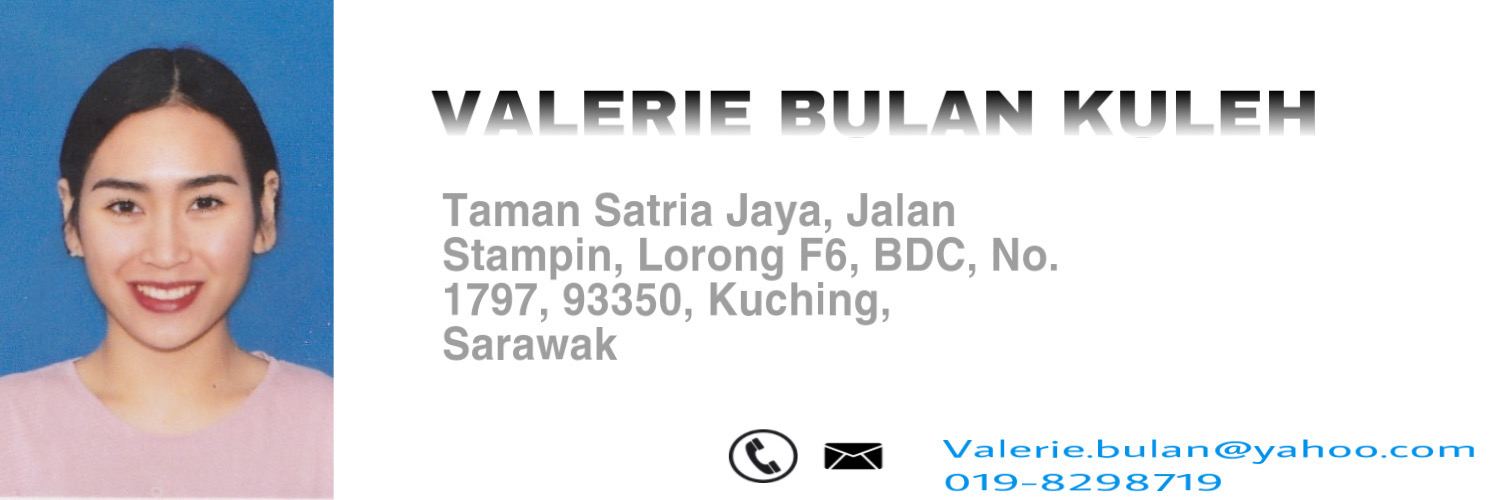 VALERIE BULAN KULEH
Taman Satria Jaya, Jalan
Stampin, Lorong F6, BDC, No.
1797, 93350, Kuching,
Sarawak
Valerie.bulan@yahoo.com
019-8298719